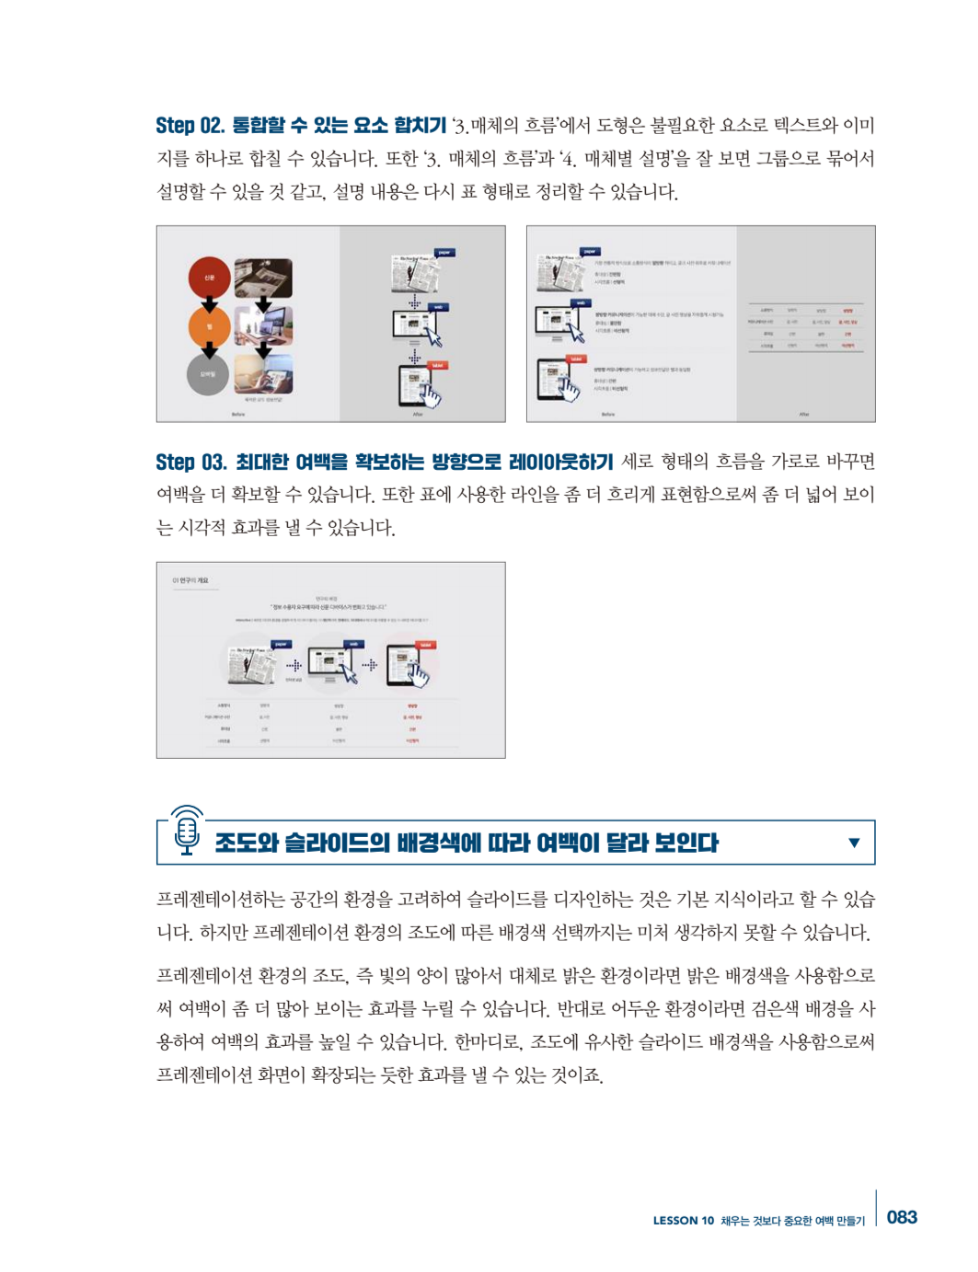 Step 02. 통합할 수 있는 요소 합치기 ‘3.매체의 흐름’에서 도형은 불필요한 요소로 텍스트와 이미
지를 하나로 합칠 수 있습니다. 또한 ‘3. 매체의 흐름’과 ‘4. 매체별 설명’을 잘 보면 그룹으로 묶어서
설명할 수 있을 것 같고, 설명 내용은 다시 표 형태로 정리할 수 있습니다.
신문
웹
모바일
paper
web
tablet
Before
After
paper
web
tablet
Before
After
Step 03. 최대한 여백을 확보하는 방향으로 레이아웃하기 세로 형태의 흐름을 가로로 바꾸면
여백을 더 확보할 수 있습니다. 또한 표에 사용한 라인을 좀 더 흐리게 표현함으로써 좀 더 넓어 보이
는 시각적 효과를 낼 수 있습니다.
01 연구의 개요
paper
web
tablet
조도와 슬라이드의 배경색에 따라 여백이 달라 보인다
프레젠테이션하는 공간의 환경을 고려하여 슬라이드를 디자인하는 것은 기본 지식이라고 할 수 있습
니다. 하지만 프레젠테이션 환경의 조도에 따른 배경색 선택까지는 미처 생각하지 못할 수 있습니다.
프레젠테이션 환경의 조도, 즉 빛의 양이 많아서 대체로 밝은 환경이라면 밝은 배경색을 사용함으로
써 여백이 좀 더 많아 보이는 효과를 누릴 수 있습니다. 반대로 어두운 환경이라면 검은색 배경을 사
용하여 여백의 효과를 높일 수 있습니다. 한마디로, 조도에 유사한 슬라이드 배경색을 사용함으로써
프레젠테이션 화면이 확장되는 듯한 효과를 낼 수 있는 것이죠.
LESSON 10 채우는 것보다 중요한 여백 만들기
083